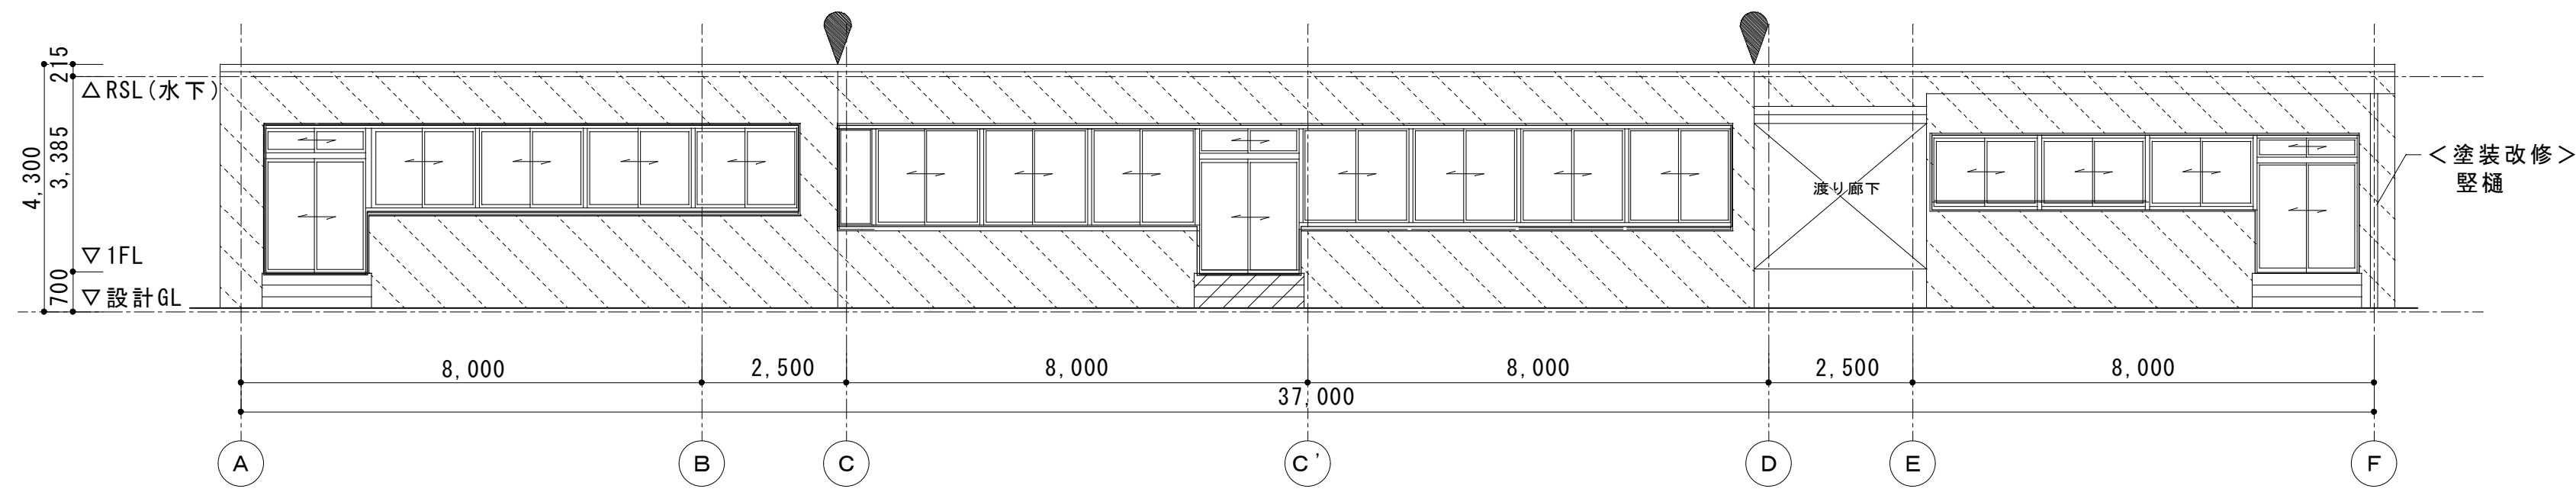 215
△RSL(水下)
3,385
4,300
▽1FL
700
▽設計GL
渡り廊下
<塗装改修>
竪樋
8,000
2,500
8,000
8,000
2,500
8,000
37,000
A
B
C
C'
D
E
F